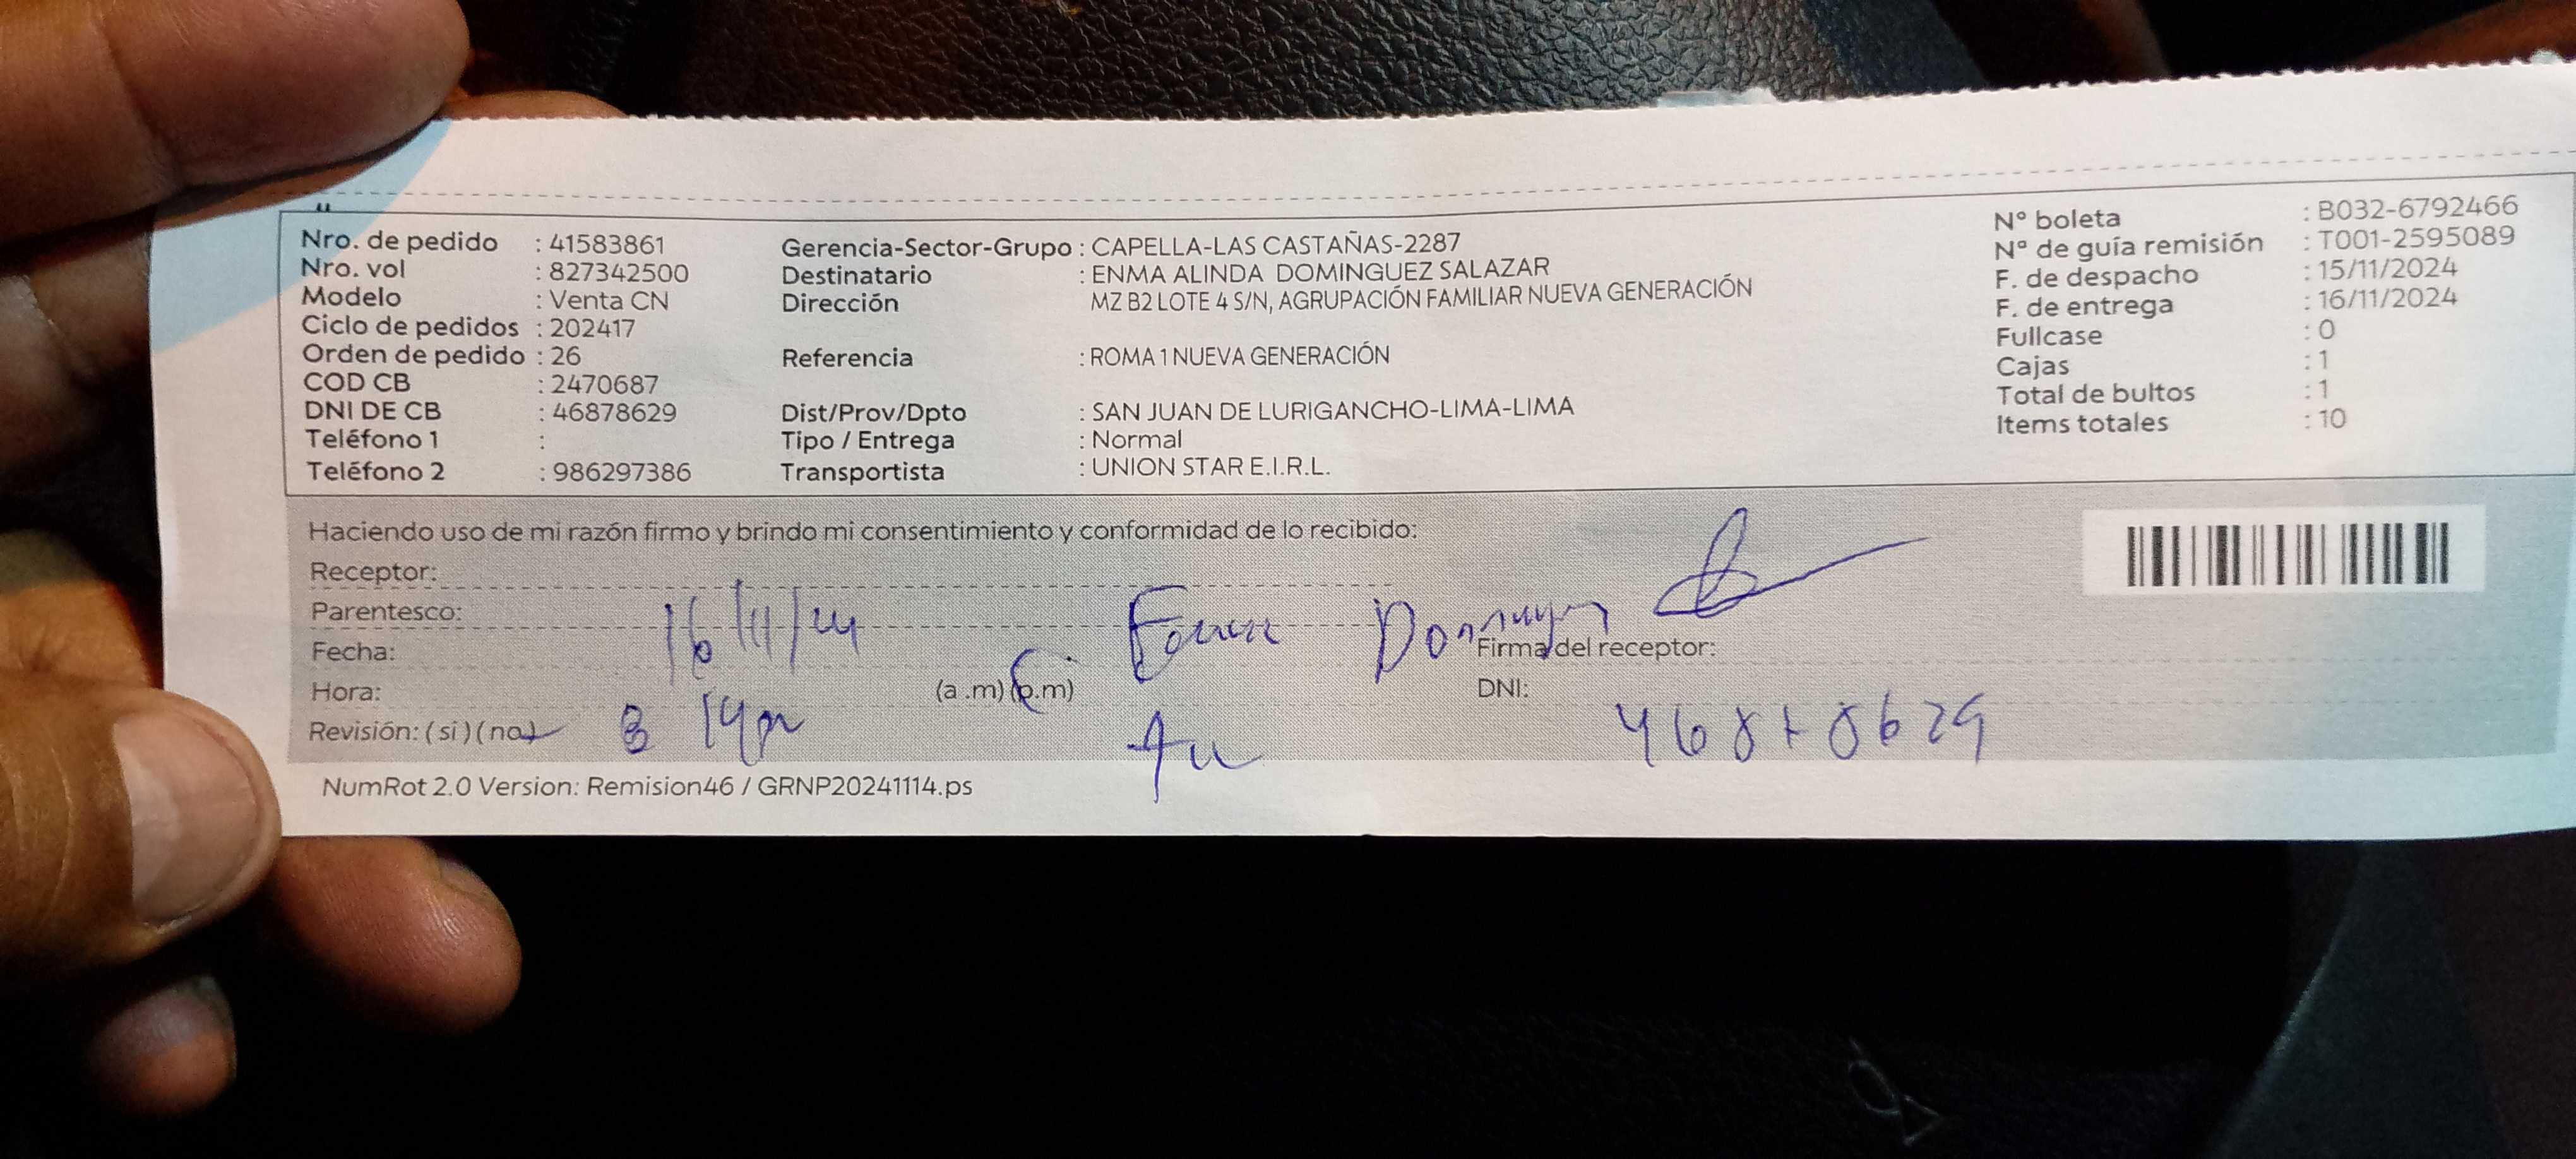 Nro. de pedido : 41583861
Nro. vol : 827342500
Modelo : Venta CN
Ciclo de pedidos : 202417
Orden de pedido : 26
COD CB : 2470687
DNI DE CB : 46878629
Teléfono 1 :
Teléfono 2 : 986297386
Gerencia-Sector-Grupo : CAPELLA-LAS CASTAÑAS-2287
Destinatario : ENMA ALINDA DOMINGUEZ SALAZAR
Dirección MZ B2 LOTE 4 S/N, AGRUPACIÓN FAMILIAR NUEVA GENERACIÓN
Referencia : ROMA 1 NUEVA GENERACIÓN
Dist/Prov/Dpto : SAN JUAN DE LURIGANCHO-LIMA-LIMA
Tipo / Entrega : Normal
Transportista : UNION STAR E.I.R.L.
N° boleta : B032-6792466
N° de guía remisión : T001-2595089
F. de despacho : 15/11/2024
F. de entrega : 16/11/2024
Fullcase : 0
Cajas : 1
Total de bultos : 1
Items totales : 10
Haciendo uso de mi razón firmo y brindo mi consentimiento y conformidad de lo recibido:
Receptor:
Parentesco:
16/11/24
Fecha: Firma del receptor:
Hora: (a.m) (p.m) DNI:
Revisión: (si) (no) 46878629
NumRot 2.0 Version: Remision46 / GRNP20241114.ps